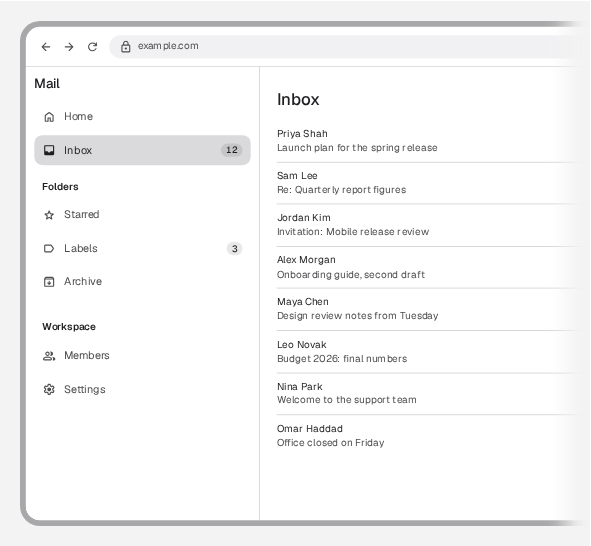 example.com
Mail
Home
Inbox 12
Folders
Starred
Labels 3
Archive
Workspace
Members
Settings
Inbox
Priya Shah
Launch plan for the spring release
Sam Lee
Re: Quarterly report figures
Jordan Kim
Invitation: Mobile release review
Alex Morgan
Onboarding guide, second draft
Maya Chen
Design review notes from Tuesday
Leo Novak
Budget 2026: final numbers
Nina Park
Welcome to the support team
Omar Haddad
Office closed on Friday